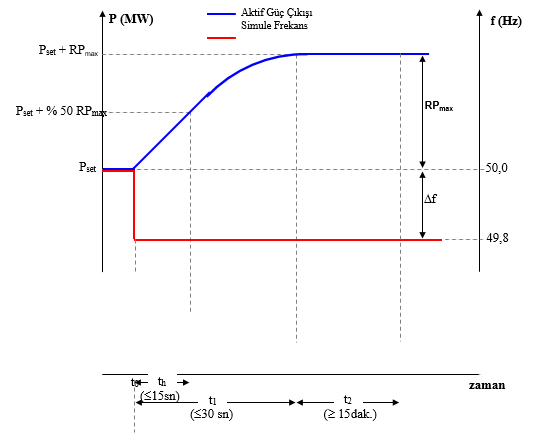 P (MW)
Aktif Güç Çıkışı
Simule Frekans
f (Hz)
Pset + RPmax
Pset + % 50 RPmax
RPmax
Pset
50,0
Δf
49,8
t0 th
(≤15sn)
zaman
t1
(≤30 sn)
t2
(≥ 15dak.)